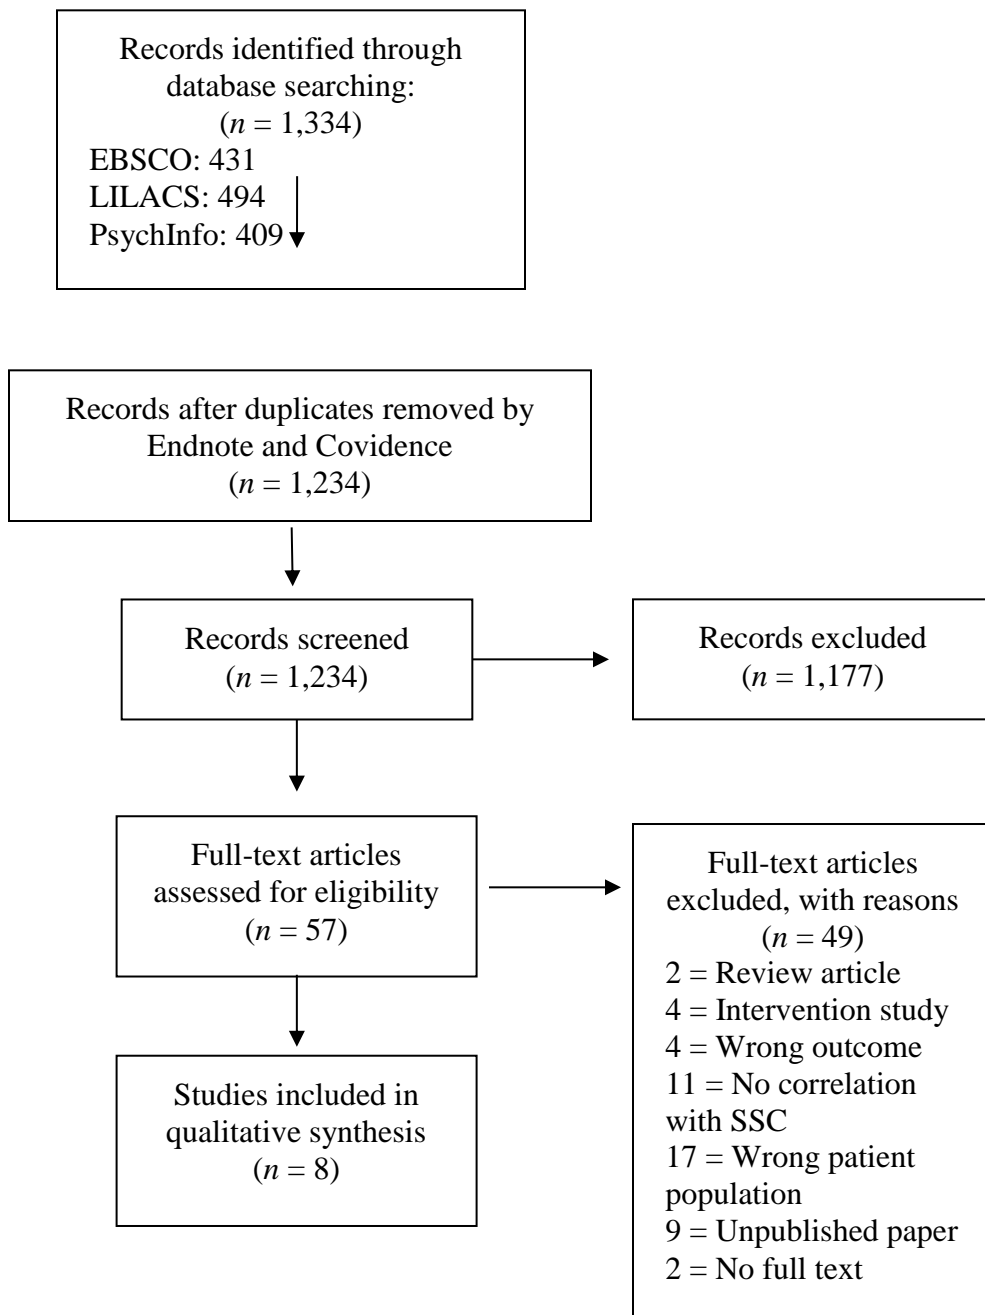 Records identified through
database searching:
(n = 1,334)
EBSCO: 431
LILACS: 494
PsychInfo: 409
Records after duplicates removed by
Endnote and Covidence
(n = 1,234)
Records screened
(n = 1,234)
Records excluded
(n = 1,177)
Full-text articles
assessed for eligibility
(n = 57)
Full-text articles
excluded, with reasons
(n = 49)
2 = Review article
4 = Intervention study
4 = Wrong outcome
11 = No correlation
with SSC
17 = Wrong patient
population
9 = Unpublished paper
2 = No full text
Studies included in
qualitative synthesis
(n = 8)